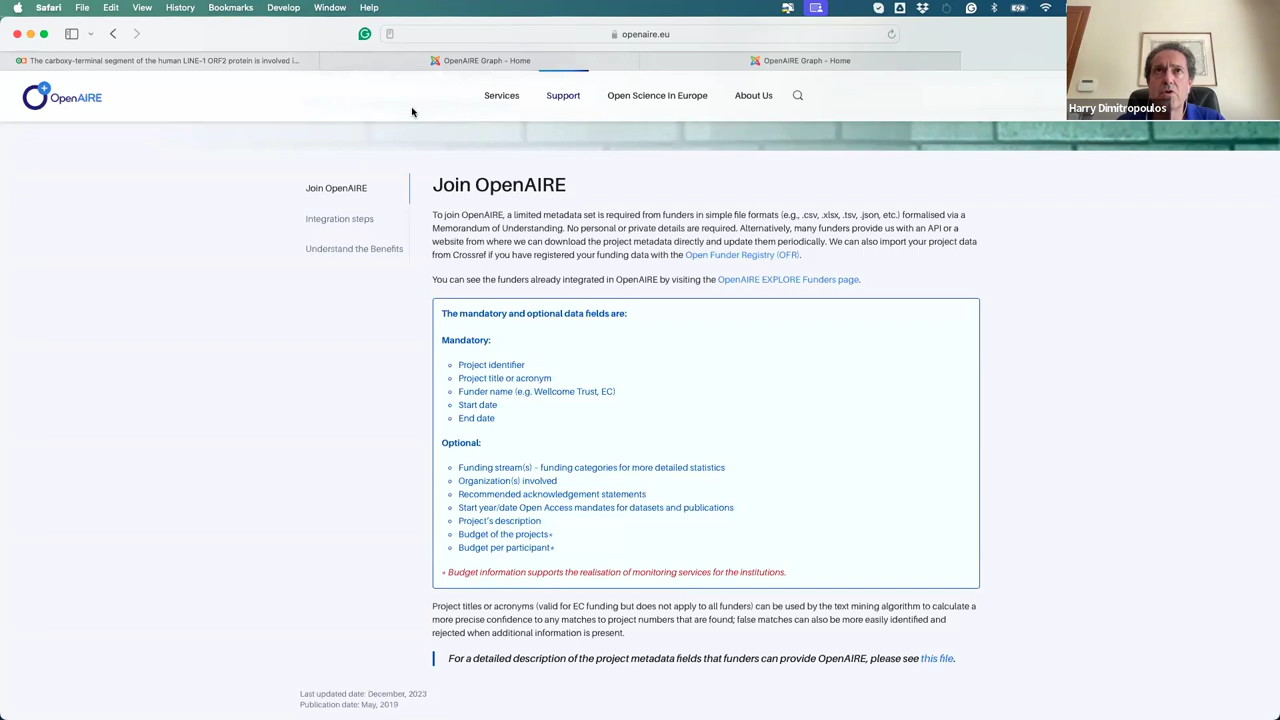 Safari File Edit View History Bookmarks Develop Window Help
openaire.eu
The carboxy-terminal segment of the human LINE-1 ORF2 protein is involved i...
OpenAIRE Graph – Home
OpenAIRE Graph – Home
OpenAIRE
Services
Support
Open Science In Europe
About Us
Harry Dimitropoulos
Join OpenAIRE
Integration steps
Understand the Benefits
Join OpenAIRE
To join OpenAIRE, a limited metadata set is required from funders in simple file formats (e.g., .csv, .xlsx, .tsv, .json, etc.) formalised via a
Memorandum of Understanding. No personal or private details are required. Alternatively, many funders provide us with an API or a
website from where we can download the project metadata directly and update them periodically. We can also import your project data
from Crossref if you have registered your funding data with the Open Funder Registry (OFR).
You can see the funders already integrated in OpenAIRE by visiting the OpenAIRE EXPLORE Funders page.
The mandatory and optional data fields are:
Mandatory:
Project identifier
Project title or acronym
Funder name (e.g. Wellcome Trust, EC)
Start date
End date
Optional:
Funding stream(s) – funding categories for more detailed statistics
Organization(s) involved
Recommended acknowledgement statements
Start year/date Open Access mandates for datasets and publications
Project's description
Budget of the projects*
Budget per participant*
* Budget information supports the realisation of monitoring services for the institutions.
Project titles or acronyms (valid for EC funding but does not apply to all funders) can be used by the text mining algorithm to calculate a
more precise confidence to any matches to project numbers that are found; false matches can also be more easily identified and
rejected when additional information is present.
For a detailed description of the project metadata fields that funders can provide OpenAIRE, please see this file.
Last updated date: December, 2023
Publication date: May, 2019